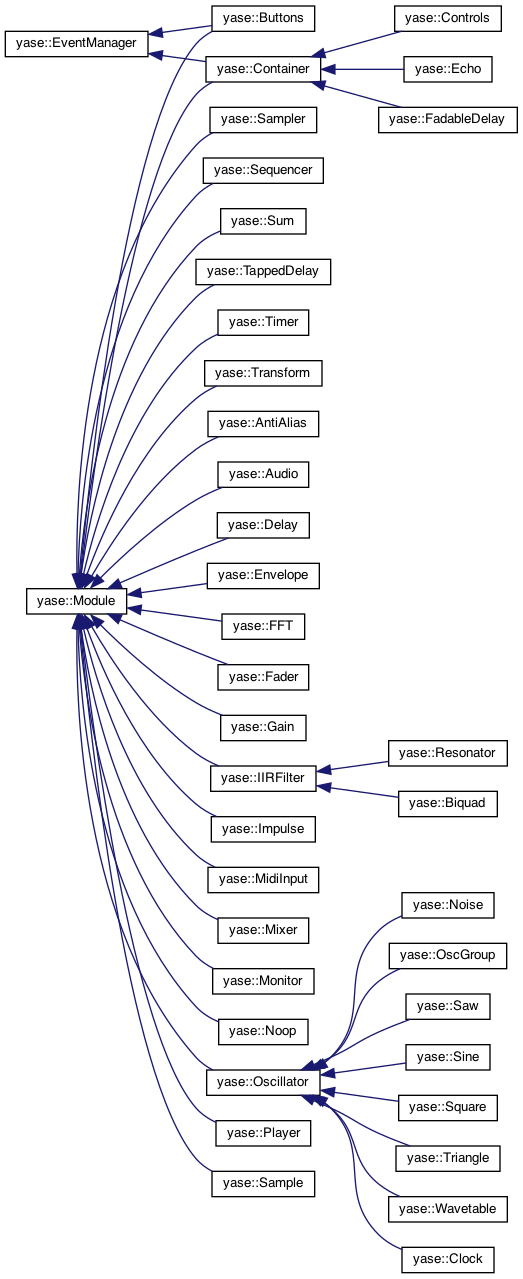 yase::Buttons
yase::Controls
yase::EventManager
yase::Container
yase::Echo
yase::Sampler
yase::FadableDelay
yase::Sequencer
yase::Sum
yase::TappedDelay
yase::Timer
yase::Transform
yase::AntiAlias
yase::Audio
yase::Delay
yase::Envelope
yase::Module
yase::FFT
yase::Fader
yase::Gain
yase::Resonator
yase::IIRFilter
yase::Biquad
yase::Impulse
yase::MidiInput
yase::Noise
yase::Mixer
yase::OscGroup
yase::Monitor
yase::Saw
yase::Noop
yase::Sine
yase::Oscillator
yase::Square
yase::Player
yase::Triangle
yase::Sample
yase::Wavetable
yase::Clock